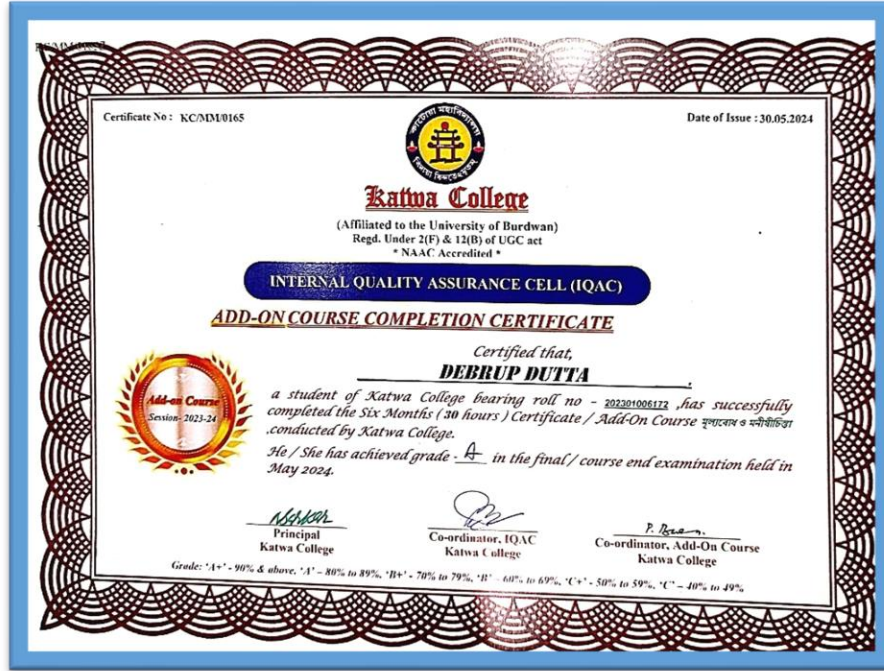 Certificate No : KC/MM/0165
Date of Issue : 30.05.2024
কাটোয়া মহাবিদ্যালয়
Katwa College
(Affiliated to the University of Burdwan)
Regd. Under 2(F) & 12(B) of UGC act
* NAAC Accredited *
INTERNAL QUALITY ASSURANCE CELL (IQAC)
ADD-ON COURSE COMPLETION CERTIFICATE
Certified that,
DEBRUP DUTTA
Add-on Course
Session- 2023-24
a student of Katwa College bearing roll no - 202301006172 ,has successfully
completed the Six Months ( 30 hours ) Certificate / Add-On Course মূল্যবোধ ও মনীষীচিন্তা
,conducted by Katwa College.
He / She has achieved grade - A in the final / course end examination held in
May 2024.
Principal
Katwa College
Co-ordinator, IQAC
Katwa College
Co-ordinator, Add-On Course
Katwa College
Grade: 'A+' - 90% & above, 'A' – 80% to 89%, 'B+' - 70% to 79%, 'B' - 60% to 69%, 'C+' - 50% to 59%, 'C' – 40% to 49%